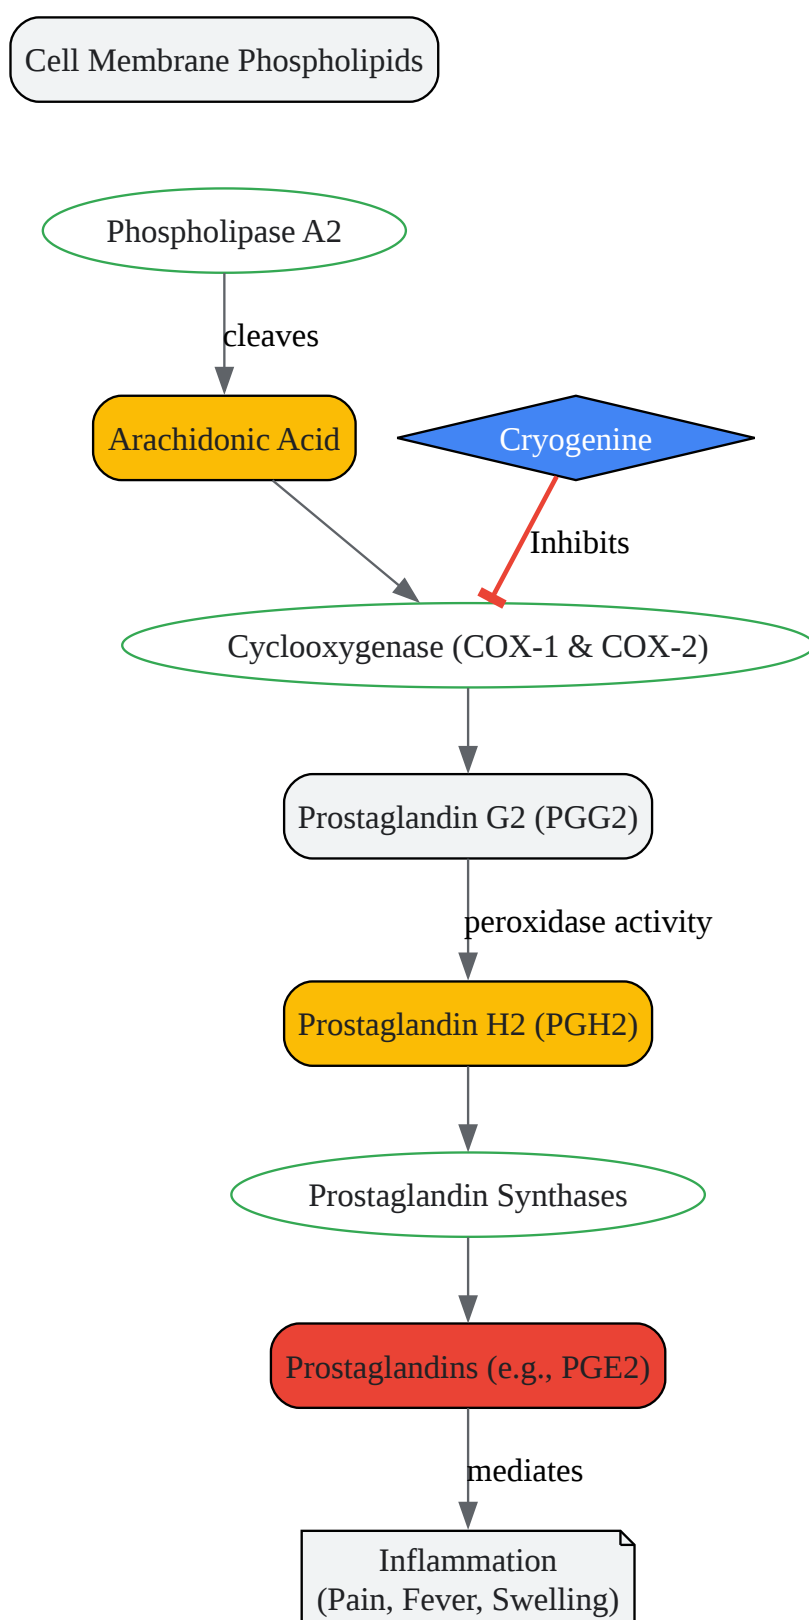 Cell Membrane Phospholipids
Phospholipase A2
cleaves
Arachidonic Acid
Cryogenine
Inhibits
Cyclooxygenase (COX-1 & COX-2)
Prostaglandin G2 (PGG2)
peroxidase activity
Prostaglandin H2 (PGH2)
Prostaglandin Synthases
Prostaglandins (e.g., PGE2)
mediates
Inflammation
(Pain, Fever, Swelling)